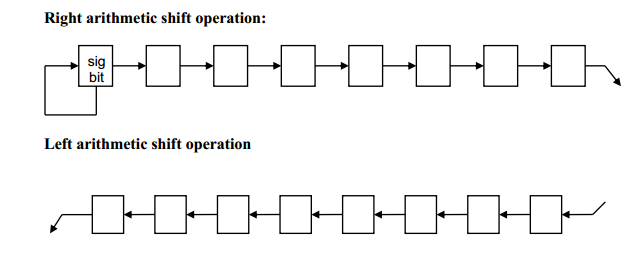 Right arithmetic shift operation:
sig
bit
Left arithmetic shift operation